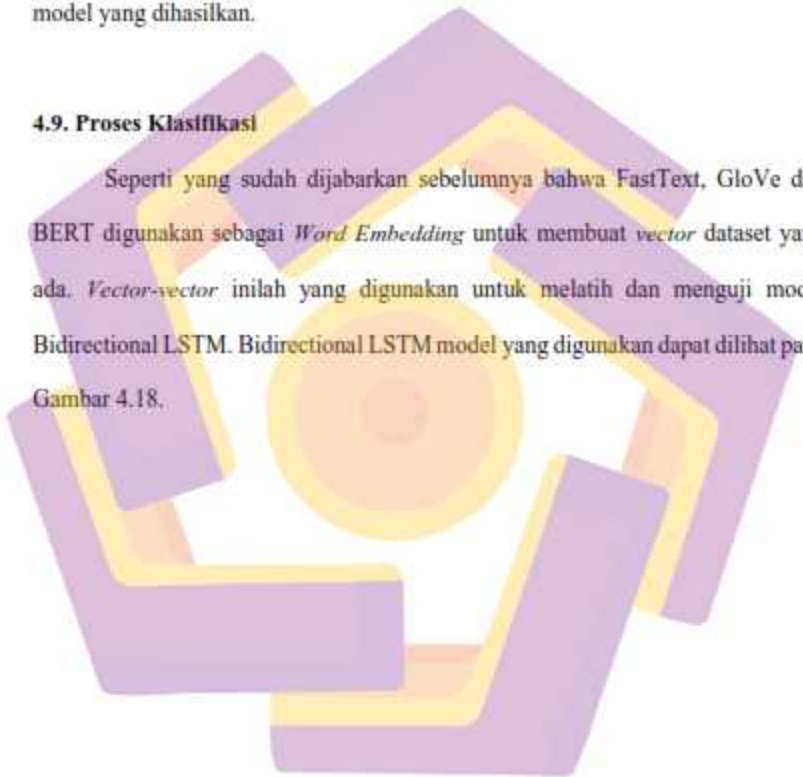 model yang dihasilkan.
4.9. Proses Klasifikasi
Seperti yang sudah dijabarkan sebelumnya bahwa FastText, GloVe d
BERT digunakan sebagai Word Embedding untuk membuat vector dataset ya
ada. Vector-vector inilah yang digunakan untuk melatih dan menguji mod
Bidirectional LSTM. Bidirectional LSTM model yang digunakan dapat dilihat pa
Gambar 4.18.